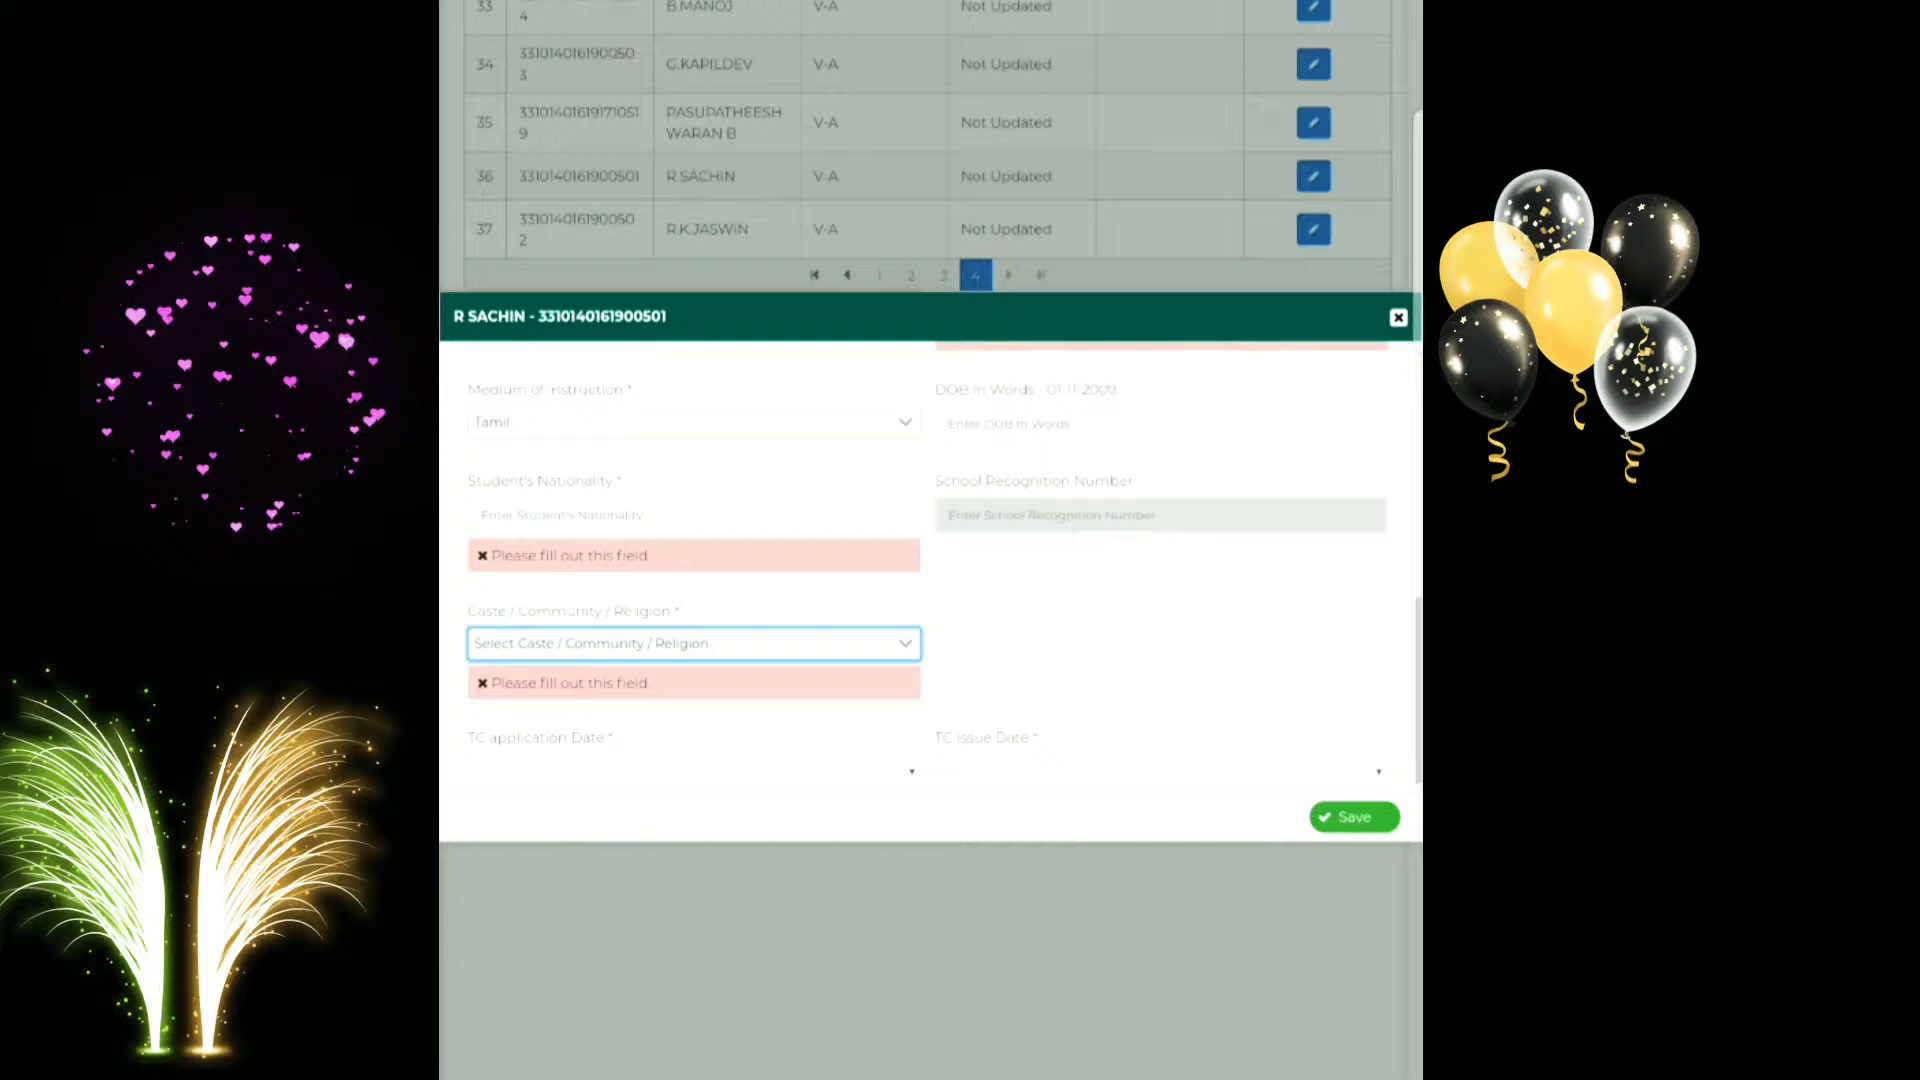 33
4
B.MANOJ
V-A
Not Updated
34
331014016190050
3
G.KAPILDEV
V-A
Not Updated
35
33101401619171051
9
PASUPATHEESH
WARAN B
V-A
Not Updated
36
3310140161900501
R SACHIN
V-A
Not Updated
37
331014016190050
2
R.K.JASWIN
V-A
Not Updated
1 2 3 4
R SACHIN - 3310140161900501
Medium of Instruction *
Tamil
DOB In Words - 01-11-2009
Enter DOB In Words
Student's Nationality *
Enter Student's Nationality
School Recognition Number
Enter School Recognition Number
Please fill out this field.
Caste / Community / Religion *
Select Caste / Community / Religion
Please fill out this field.
TC application Date *
TC Issue Date *
Save